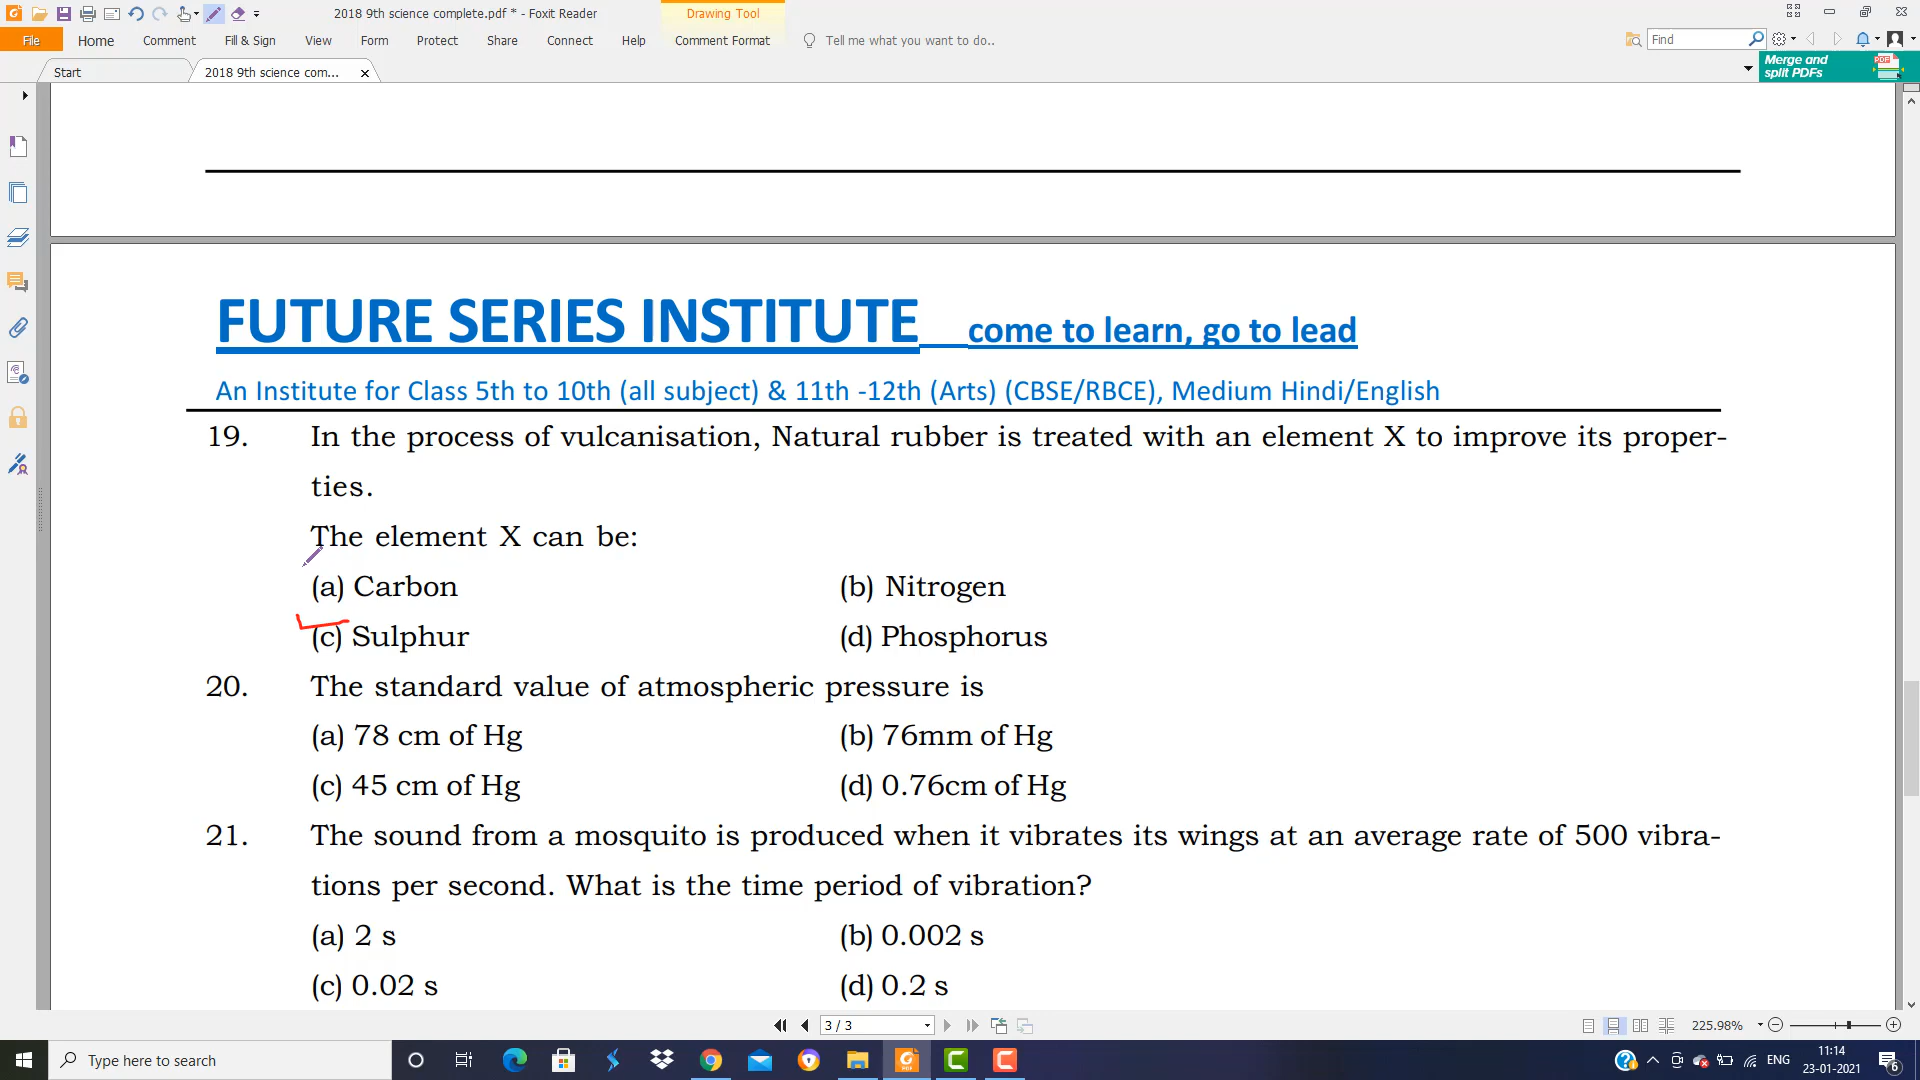 2018 9th science complete.pdf * - Foxit Reader
Drawing Tool
File Home Comment Fill & Sign View Form Protect Share Connect Help Comment Format Tell me what you want to do.. Find
Start 2018 9th science com... Merge and
split PDFs
FUTURE SERIES INSTITUTE come to learn, go to lead
An Institute for Class 5th to 10th (all subject) & 11th -12th (Arts) (CBSE/RBCE), Medium Hindi/English
19. In the process of vulcanisation, Natural rubber is treated with an element X to improve its proper-
ties.
The element X can be:
(a) Carbon (b) Nitrogen
(c) Sulphur (d) Phosphorus
20. The standard value of atmospheric pressure is
(a) 78 cm of Hg (b) 76mm of Hg
(c) 45 cm of Hg (d) 0.76cm of Hg
21. The sound from a mosquito is produced when it vibrates its wings at an average rate of 500 vibra-
tions per second. What is the time period of vibration?
(a) 2 s (b) 0.002 s
(c) 0.02 s (d) 0.2 s
3 / 3 225.98%
Type here to search ENG 11:14
23-01-2021 6